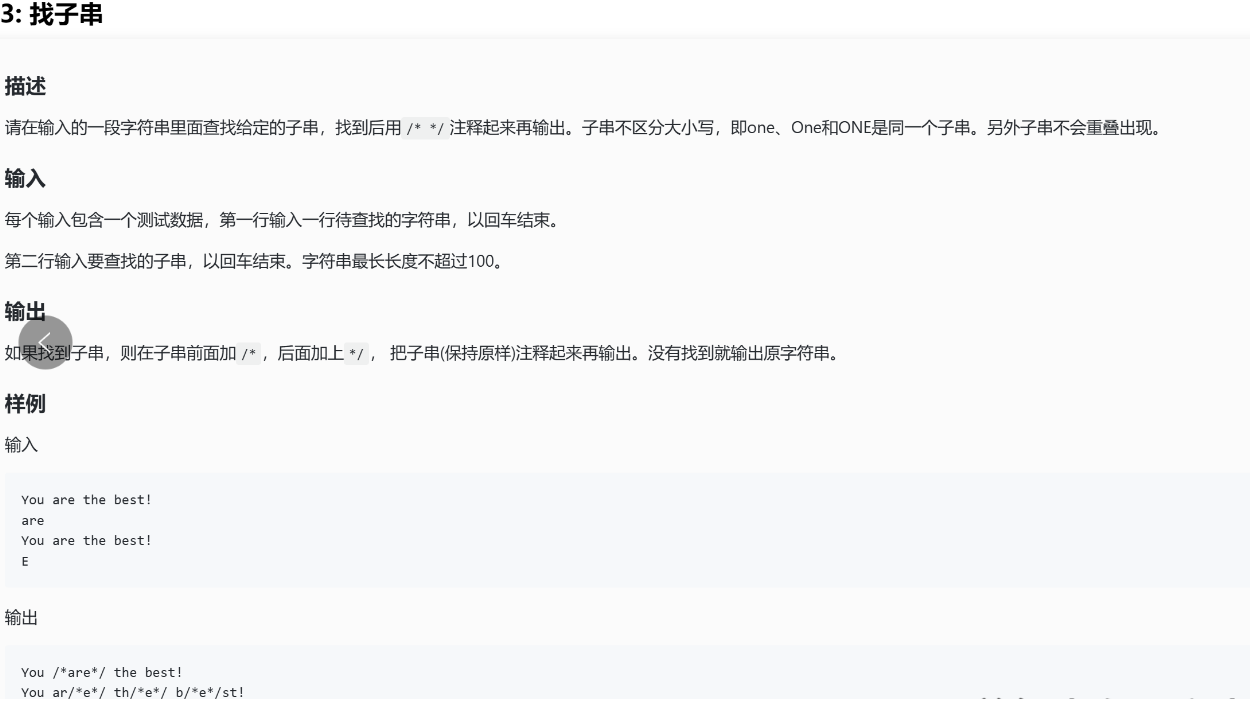 3: 找子串
描述
请在输入的一段字符串里面查找给定的子串，找到后用 /* */ 注释起来再输出。子串不区分大小写，即one、One和ONE是同一个子串。另外子串不会重叠出现。
输入
每个输入包含一个测试数据，第一行输入一行待查找的字符串，以回车结束。
第二行输入要查找的子串，以回车结束。字符串最长长度不超过100。
输出
如果找到子串，则在子串前面加 /* ，后面加上 */ ， 把子串(保持原样)注释起来再输出。没有找到就输出原字符串。
样例
输入
You are the best!
are
You are the best!
E
输出
You /*are*/ the best!
You ar/*e*/ th/*e*/ b/*e*/st!